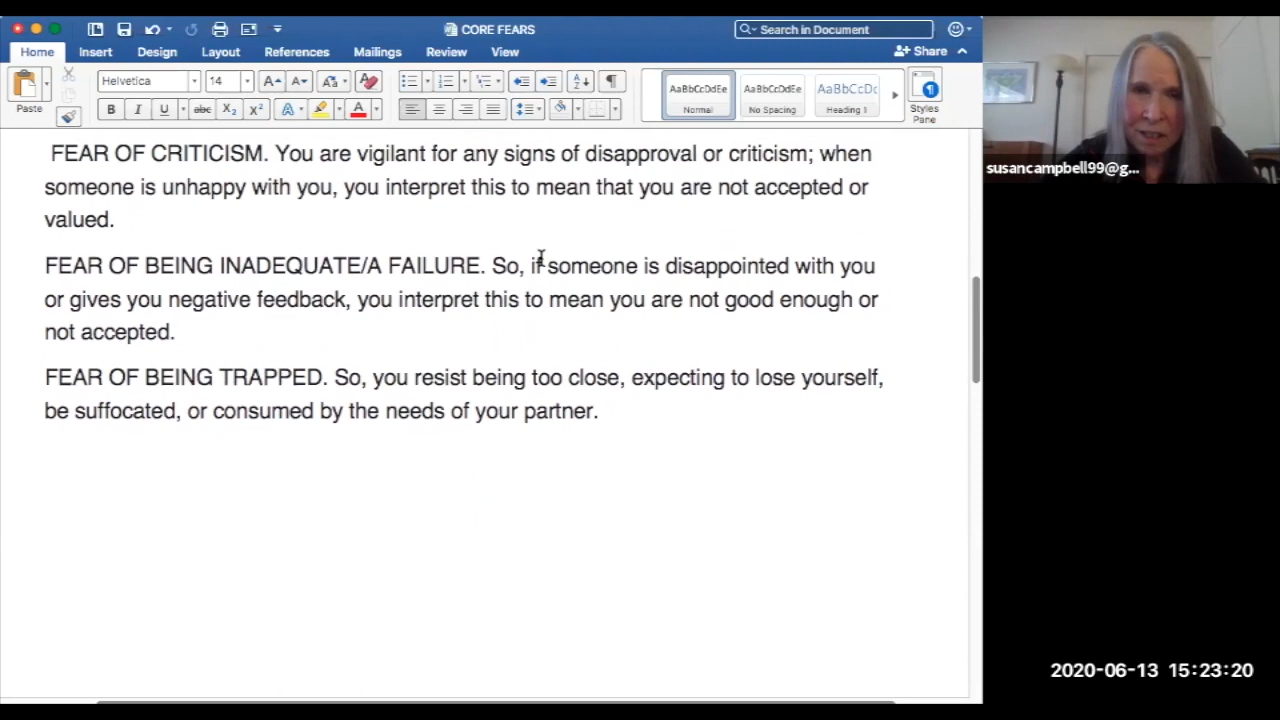 CORE FEARS
Search in Document
Home Insert Design Layout References Mailings Review View
Share
Paste
Helvetica 14
B I U abc X₂ X²
AaBbCcDdEe AaBbCcDdEe AaBbCcDc
Normal No Spacing Heading 1
Styles
Pane
FEAR OF CRITICISM. You are vigilant for any signs of disapproval or criticism; when
someone is unhappy with you, you interpret this to mean that you are not accepted or
valued.
FEAR OF BEING INADEQUATE/A FAILURE. So, if someone is disappointed with you
or gives you negative feedback, you interpret this to mean you are not good enough or
not accepted.
FEAR OF BEING TRAPPED. So, you resist being too close, expecting to lose yourself,
be suffocated, or consumed by the needs of your partner.
susancampbell99@g...
2020-06-13 15:23:20